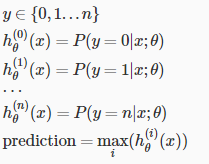 y ∈ {0, 1...n}
h_θ^(0)(x) = P(y = 0|x; θ)
h_θ^(1)(x) = P(y = 1|x; θ)
⋯
h_θ^(n)(x) = P(y = n|x; θ)
prediction = max_i(h_θ^(i)(x))